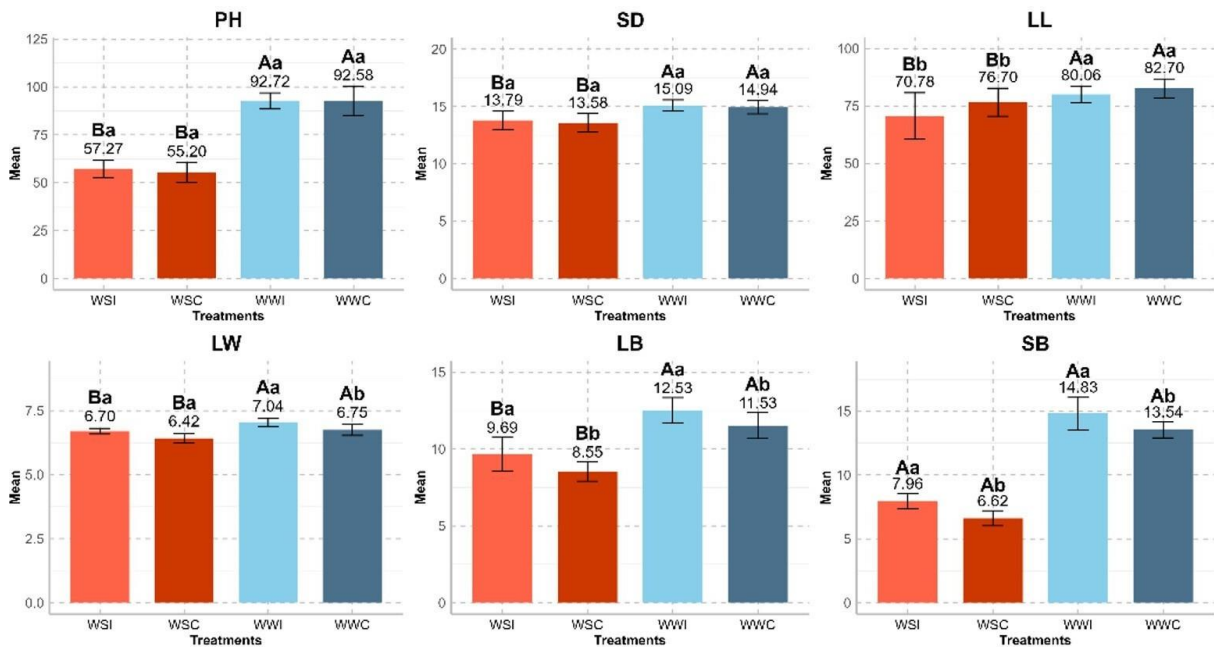 PH
125
100
75
50
25
0
Mean
Ba
57.27
Ba
55.20
Aa
92.72
Aa
92.58
WSI WSC WWI WWC
Treatments
SD
20
15
10
5
0
Mean
Ba
13.79
Ba
13.58
Aa
15.09
Aa
14.94
WSI WSC WWI WWC
Treatments
LL
100
75
50
25
0
Mean
Bb
70.78
Bb
76.70
Aa
80.06
Aa
82.70
WSI WSC WWI WWC
Treatments
LW
7.5
5.0
2.5
0.0
Mean
Ba
6.70
Ba
6.42
Aa
7.04
Ab
6.75
WSI WSC WWI WWC
Treatments
LB
15
10
5
0
Mean
Ba
9.69
Bb
8.55
Aa
12.53
Ab
11.53
WSI WSC WWI WWC
Treatments
SB
15
10
5
0
Mean
Aa
7.96
Ab
6.62
Aa
14.83
Ab
13.54
WSI WSC WWI WWC
Treatments